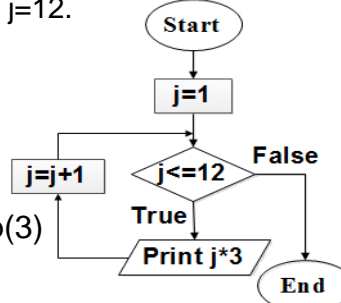 j=12.
Start
j=1
j<=12
False
j=j+1
True
(3)
Print j*3
End